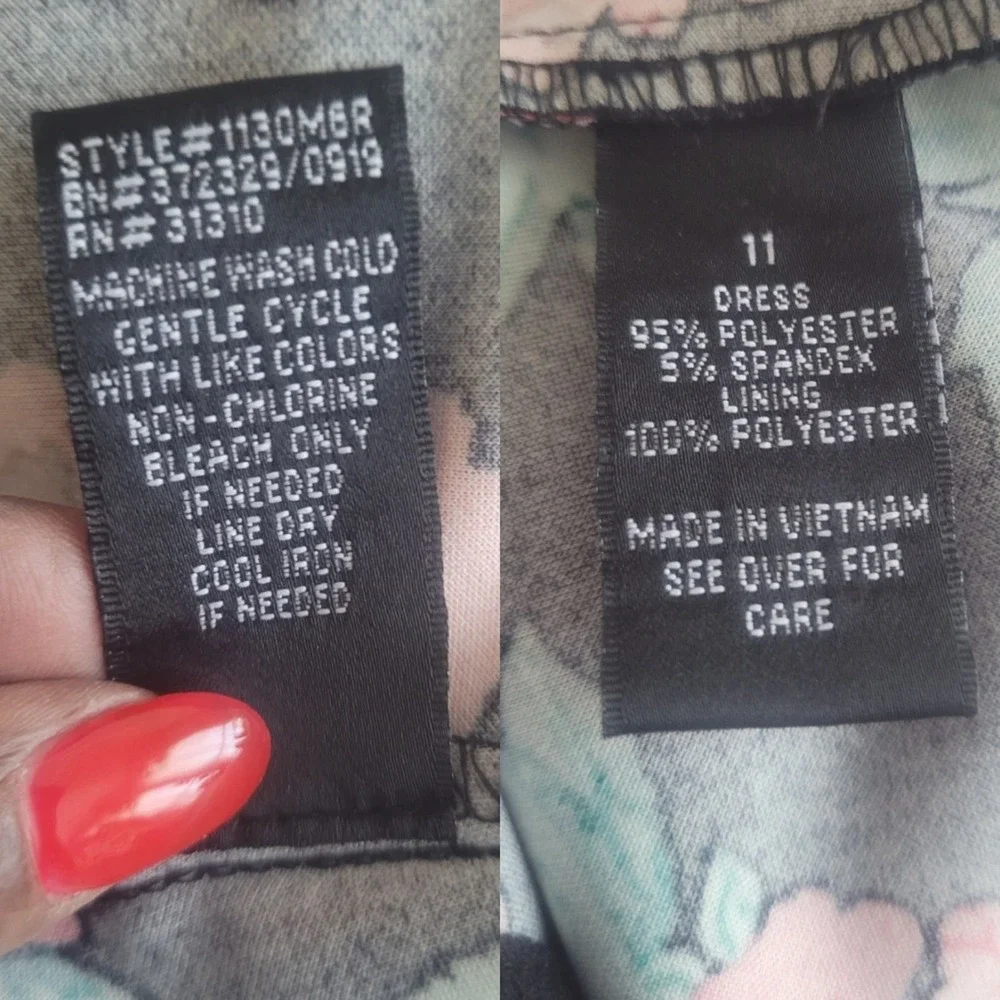 STYLE#1130M6R
BN#372329/0919
RN#31310
MACHINE WASH COLD
GENTLE CYCLE
WITH LIKE COLORS
NON-CHLORINE
BLEACH ONLY
IF NEEDED
LINE DRY
COOL IRON
IF NEEDED
11
DRESS
95% POLYESTER
5% SPANDEX
LINING
100% POLYESTER
MADE IN VIETNAM
SEE OVER FOR
CARE